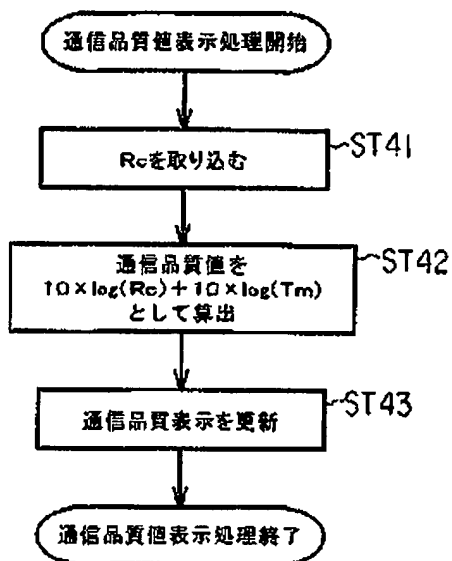 通信品質値表示処理開始
Rcを取り込む
ST41
通信品質値を
10×log(Rc)+10×log(Tm)
として算出
ST42
通信品質表示を更新
ST43
通信品質値表示処理終了